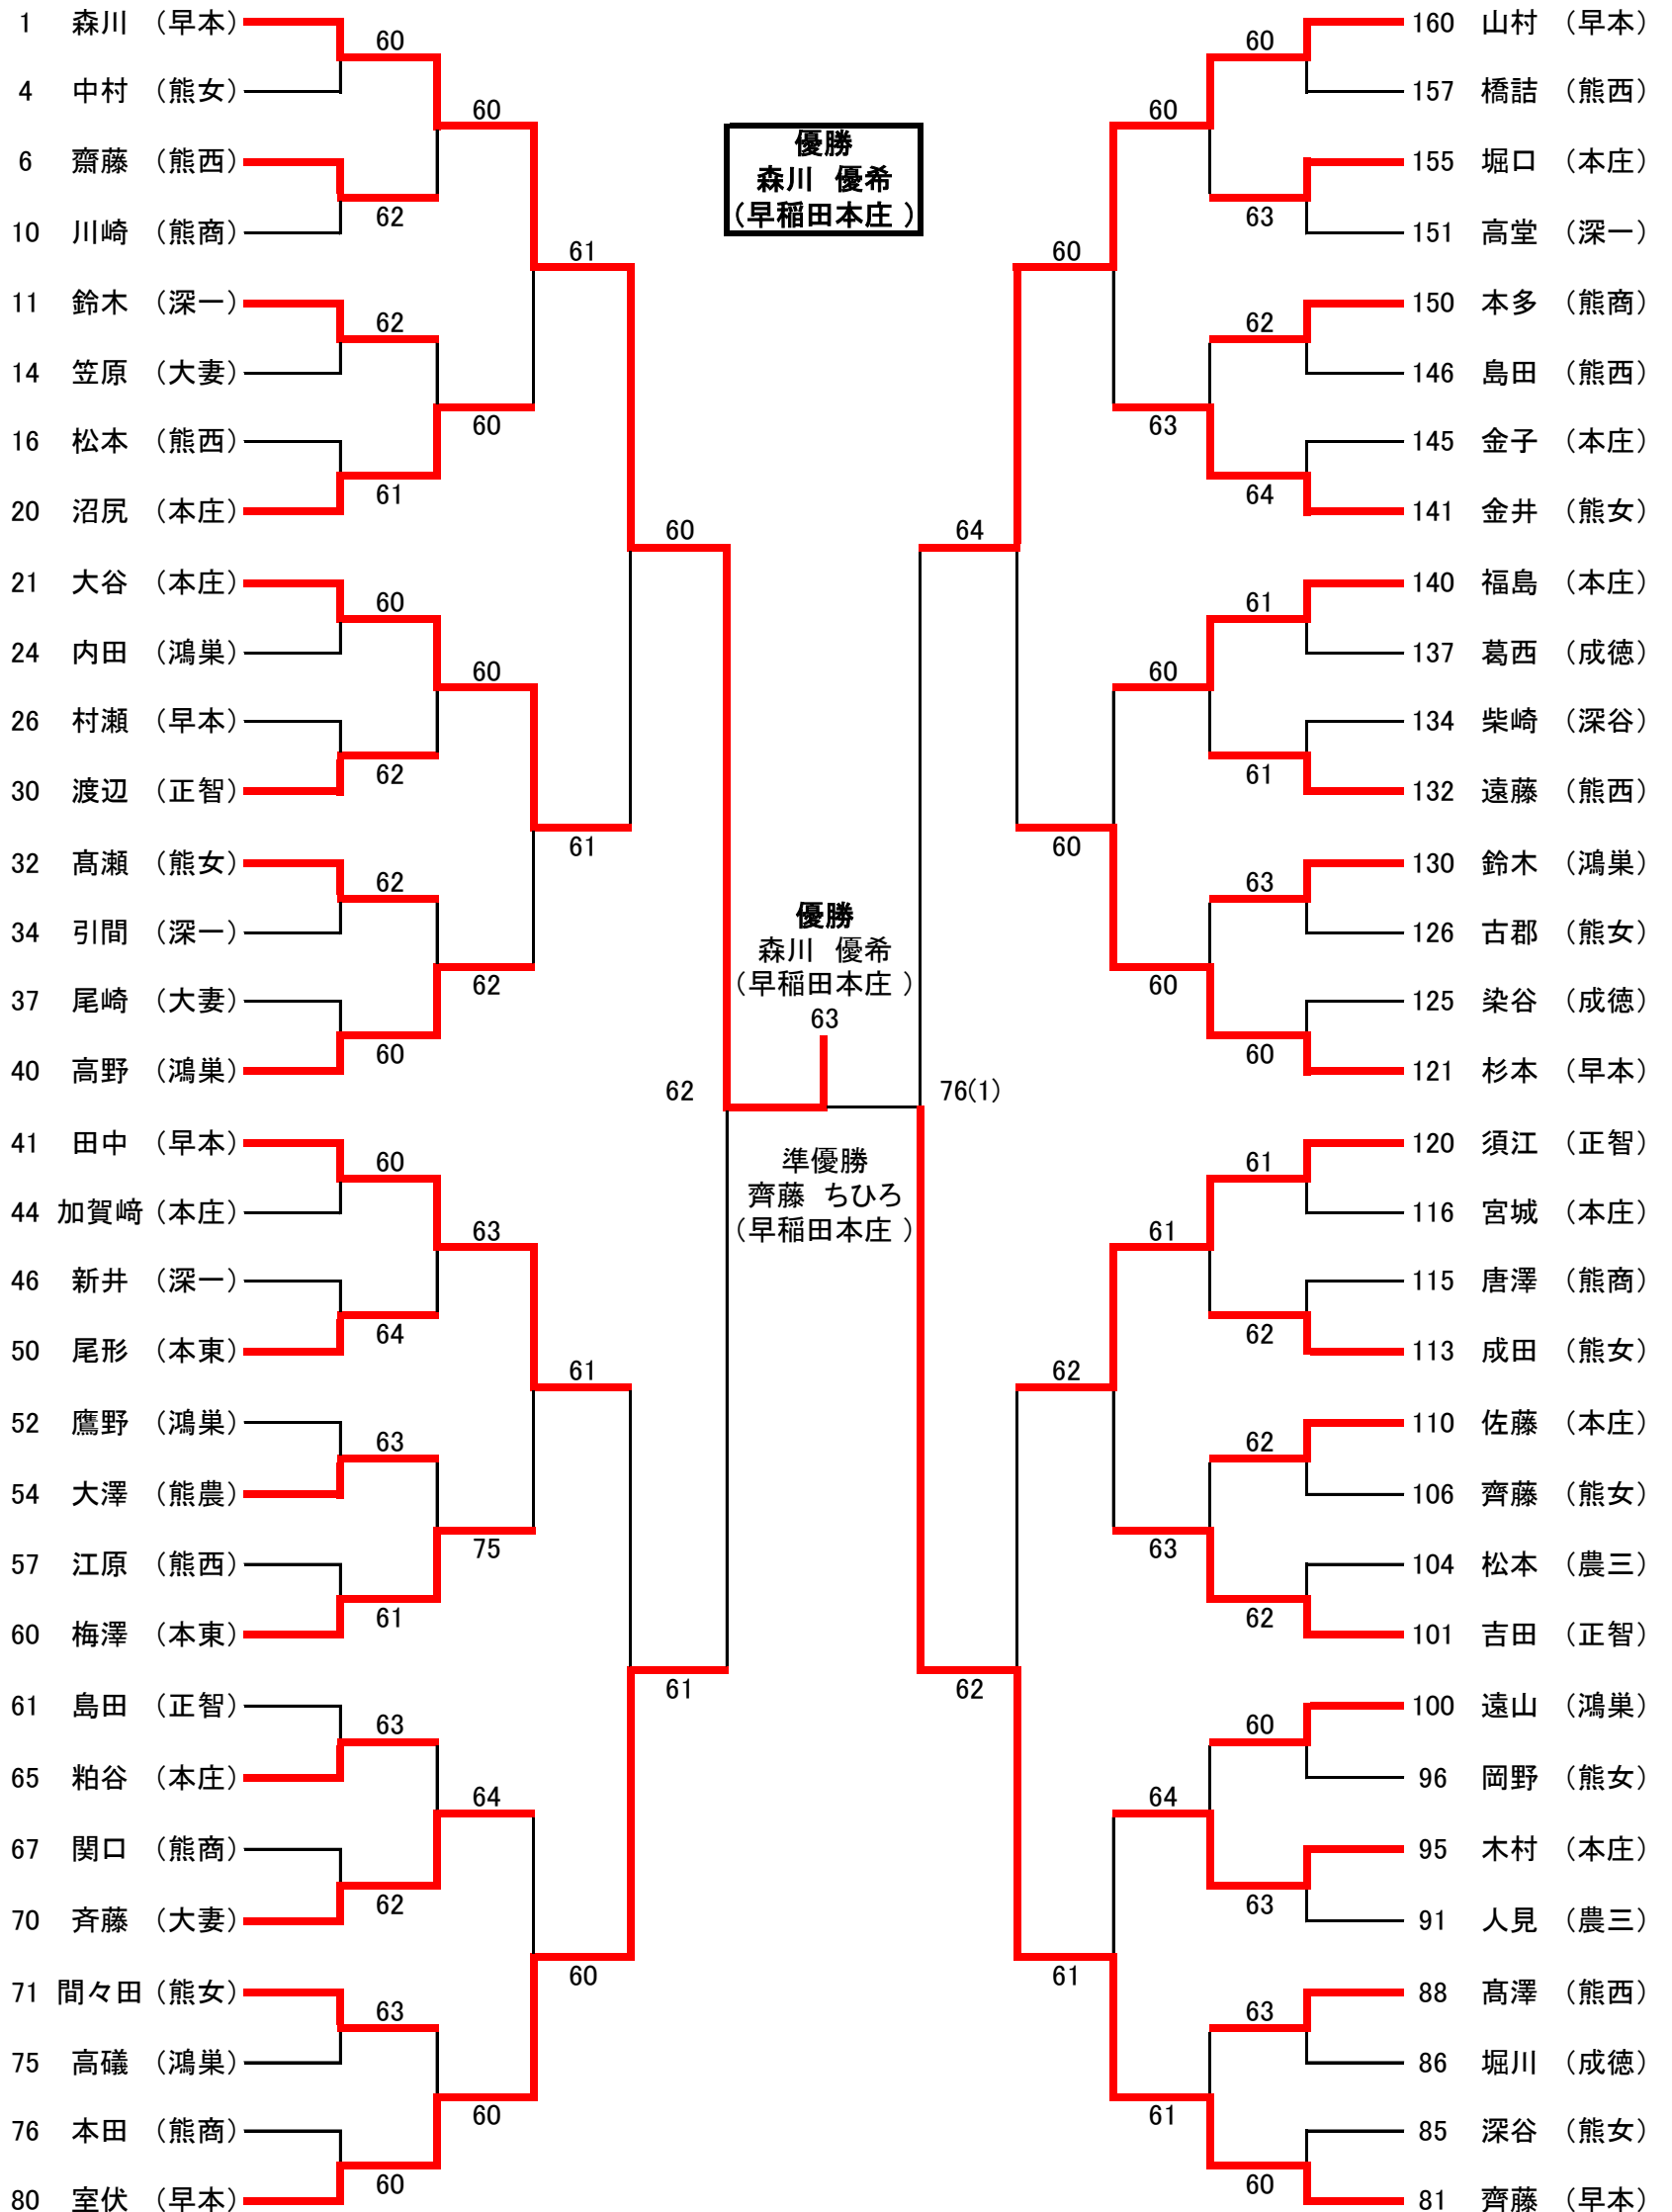 1 森川 （早本）
60
4 中村 （熊女）
60
6 齋藤 （熊西）
62
10 川崎 （熊商）
61
11 鈴木 （深一）
62
14 笠原 （大妻）
60
16 松本 （熊西）
61
20 沼尻 （本庄）
60
21 大谷 （本庄）
60
24 内田 （鴻巣）
60
26 村瀬 （早本）
62
30 渡辺 （正智）
61
32 髙瀬 （熊女）
62
34 引間 （深一）
62
37 尾崎 （大妻）
60
40 高野 （鴻巣）
62
41 田中 （早本）
60
44 加賀﨑 （本庄）
63
46 新井 （深一）
64
50 尾形 （本東）
61
52 鷹野 （鴻巣）
63
54 大澤 （熊農）
75
57 江原 （熊西）
61
60 梅澤 （本東）
61
61 島田 （正智）
63
65 粕谷 （本庄）
64
67 関口 （熊商）
62
70 斉藤 （大妻）
60
71 間々田 （熊女）
63
75 高礒 （鴻巣）
60
76 本田 （熊商）
60
80 室伏 （早本）
優勝
森川 優希
（早稲田本庄 ）
優勝
森川 優希
（早稲田本庄 ）
63
準優勝
齊藤 ちひろ
（早稲田本庄 ）
160 山村 （早本）
60
157 橋詰 （熊西）
60
155 堀口 （本庄）
63
151 高堂 （深一）
60
150 本多 （熊商）
62
146 島田 （熊西）
63
145 金子 （本庄）
64
141 金井 （熊女）
64
140 福島 （本庄）
61
137 葛西 （成徳）
60
134 柴崎 （深谷）
61
132 遠藤 （熊西）
60
130 鈴木 （鴻巣）
63
126 古郡 （熊女）
60
125 染谷 （成徳）
60
121 杉本 （早本）
76(1)
120 須江 （正智）
61
116 宮城 （本庄）
61
115 唐澤 （熊商）
62
113 成田 （熊女）
62
110 佐藤 （本庄）
62
106 齊藤 （熊女）
63
104 松本 （農三）
62
101 吉田 （正智）
62
100 遠山 （鴻巣）
60
96 岡野 （熊女）
64
95 木村 （本庄）
63
91 人見 （農三）
61
88 髙澤 （熊西）
63
86 堀川 （成徳）
61
85 深谷 （熊女）
60
81 齊藤 （早本）